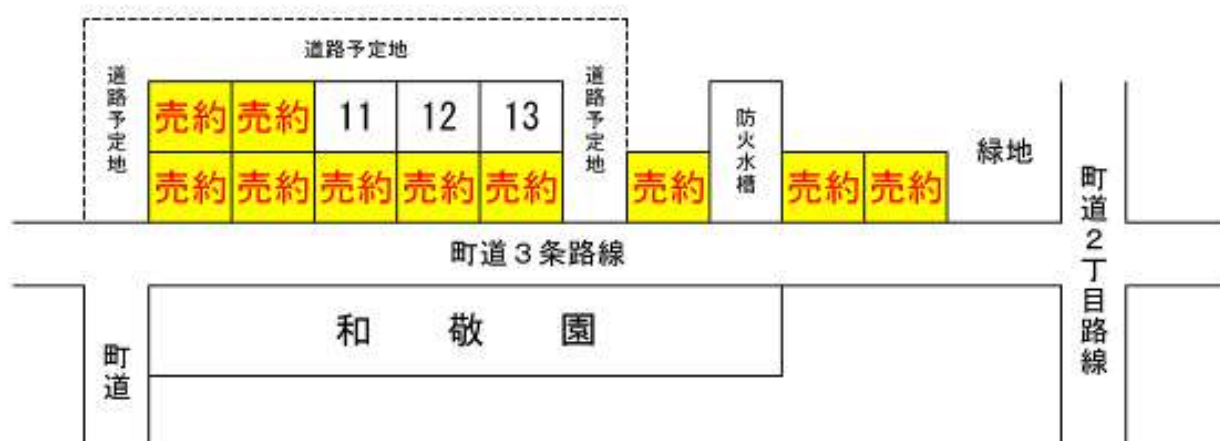 道路予定地
道路予定地
道路予定地
売約 売約 11 12 13
防火水槽
緑地
売約 売約 売約 売約 売約 売約 売約 売約
町道2丁目路線
町道３条路線
和敬園
町道